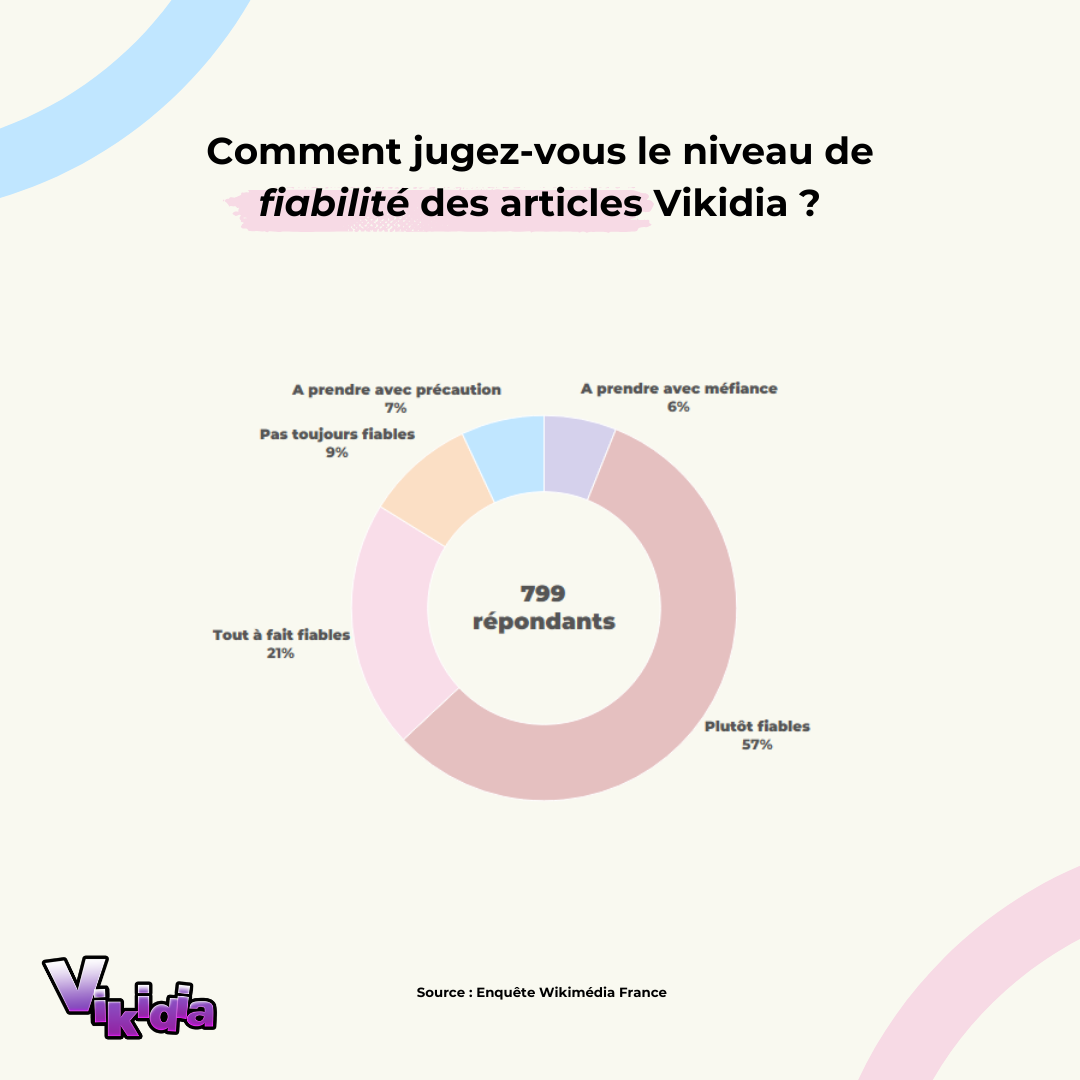 Comment jugez-vous le niveau de
fiabilité des articles Vikidia ?
A prendre avec précaution
7%
A prendre avec méfiance
6%
Pas toujours fiables
9%
799
répondants
Tout à fait fiables
21%
Plutôt fiables
57%
Vikidia
Source : Enquête Wikimédia France